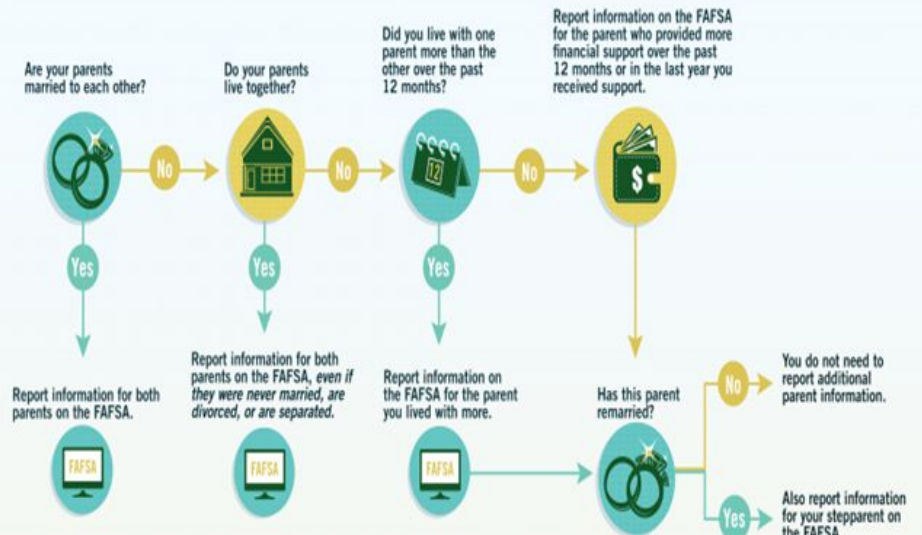 Are your parents
married to each other?
Do your parents
live together?
Did you live with one
parent more than the
other over the past
12 months?
Report information on the FAFSA
for the parent who provided more
financial support over the past
12 months or in the last year you
received support.
No
No
12
No
$
Yes
Yes
Yes
Report information for both
parents on the FAFSA.
Report information for both
parents on the FAFSA, even if
they were never married, are
divorced, or are separated.
Report information on
the FAFSA for the parent
you lived with more.
Has this parent
remarried?
No
You do not need to
report additional
parent information.
FAFSA
FAFSA
FAFSA
Yes
Also report information
for your stepparent on
the FAFSA